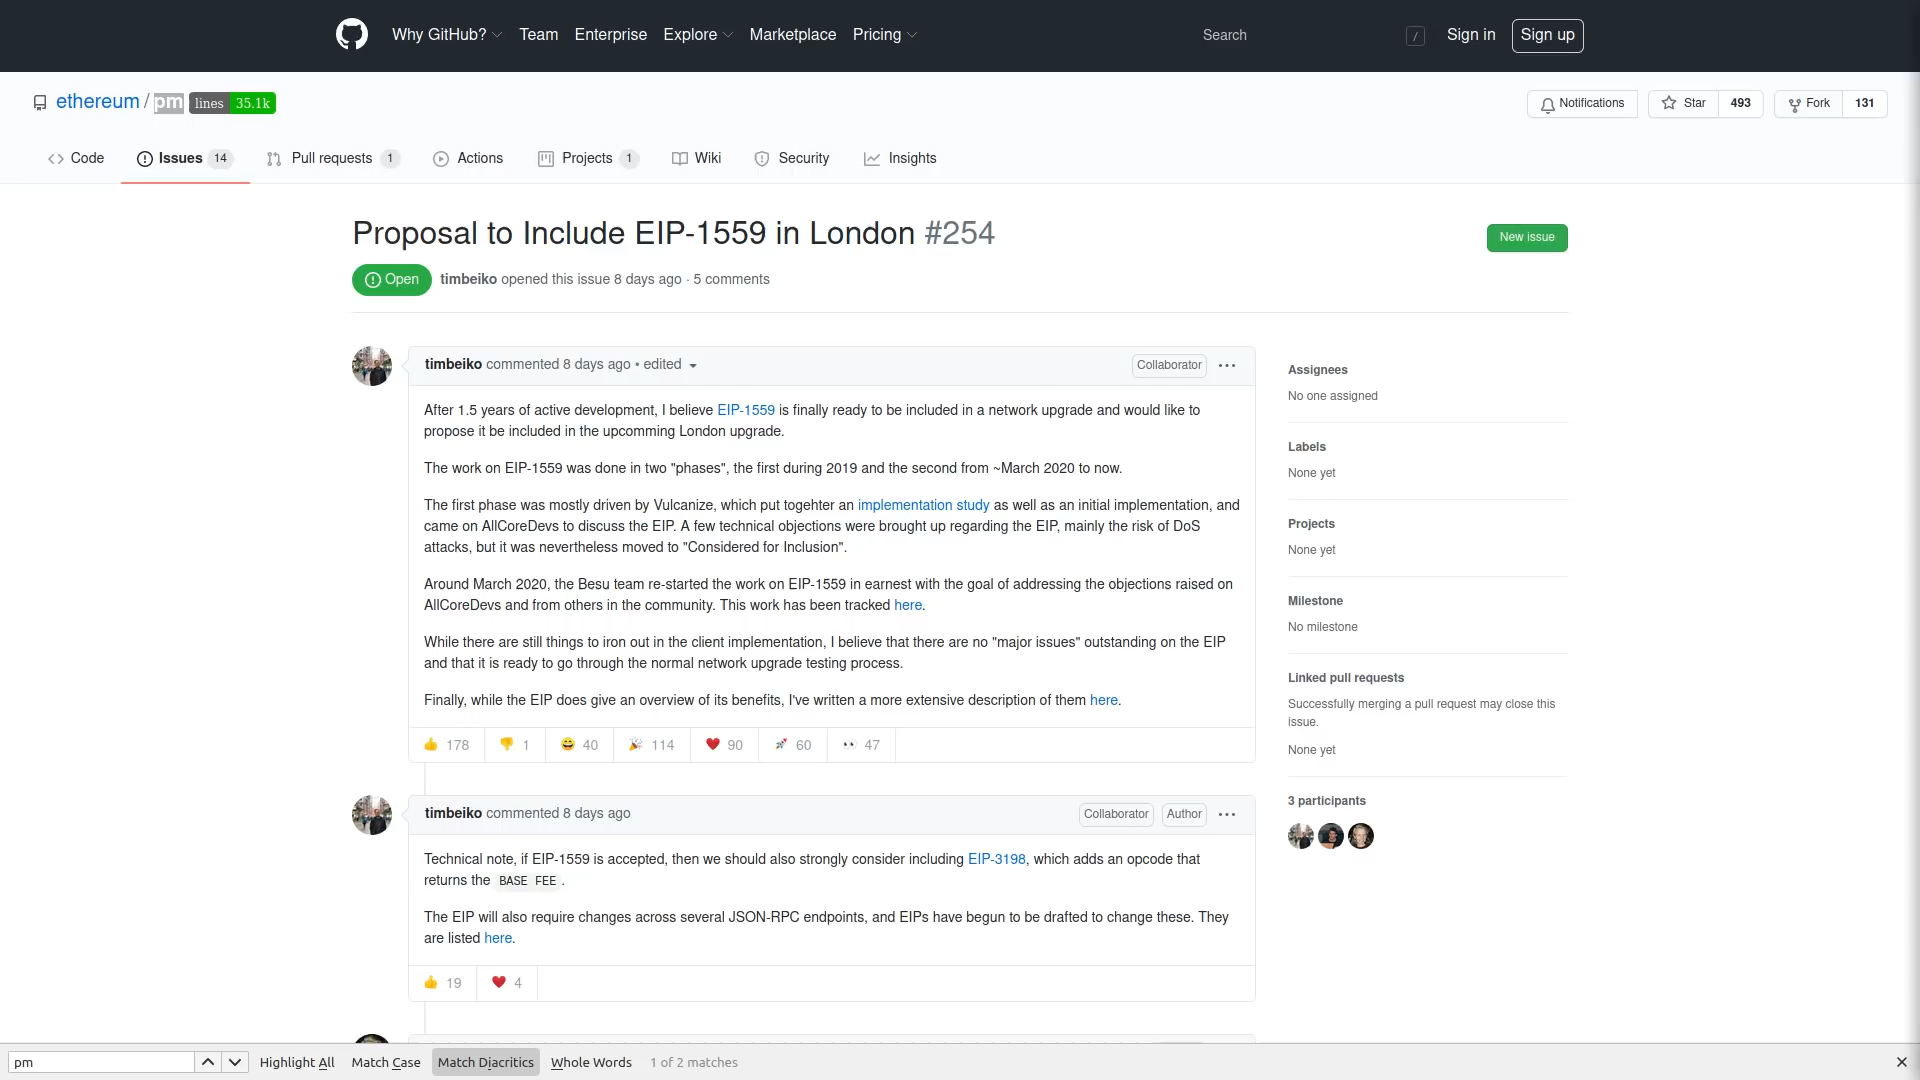 Why GitHub? Team Enterprise Explore Marketplace Pricing Search / Sign in Sign up
ethereum / pm lines 35.1k Notifications Star 493 Fork 131
Code Issues 14 Pull requests 1 Actions Projects 1 Wiki Security Insights
Proposal to Include EIP-1559 in London #254
New issue
Open timbeiko opened this issue 8 days ago · 5 comments
timbeiko commented 8 days ago • edited Collaborator
After 1.5 years of active development, I believe EIP-1559 is finally ready to be included in a network upgrade and would like to
propose it be included in the upcomming London upgrade.
The work on EIP-1559 was done in two "phases", the first during 2019 and the second from ~March 2020 to now.
The first phase was mostly driven by Vulcanize, which put togehter an implementation study as well as an initial implementation, and
came on AllCoreDevs to discuss the EIP. A few technical objections were brought up regarding the EIP, mainly the risk of DoS
attacks, but it was nevertheless moved to "Considered for Inclusion".
Around March 2020, the Besu team re-started the work on EIP-1559 in earnest with the goal of addressing the objections raised on
AllCoreDevs and from others in the community. This work has been tracked here.
While there are still things to iron out in the client implementation, I believe that there are no "major issues" outstanding on the EIP
and that it is ready to go through the normal network upgrade testing process.
Finally, while the EIP does give an overview of its benefits, I've written a more extensive description of them here.
👍 178 👎 1 😄 40 🎉 114 ❤️ 90 🚀 60 👀 47
timbeiko commented 8 days ago Collaborator Author
Technical note, if EIP-1559 is accepted, then we should also strongly consider including EIP-3198, which adds an opcode that
returns the BASE FEE.
The EIP will also require changes across several JSON-RPC endpoints, and EIPs have begun to be drafted to change these. They
are listed here.
👍 19 ❤️ 4
Assignees
No one assigned
Labels
None yet
Projects
None yet
Milestone
No milestone
Linked pull requests
Successfully merging a pull request may close this
issue.
None yet
3 participants
pm Highlight All Match Case Match Diacritics Whole Words 1 of 2 matches